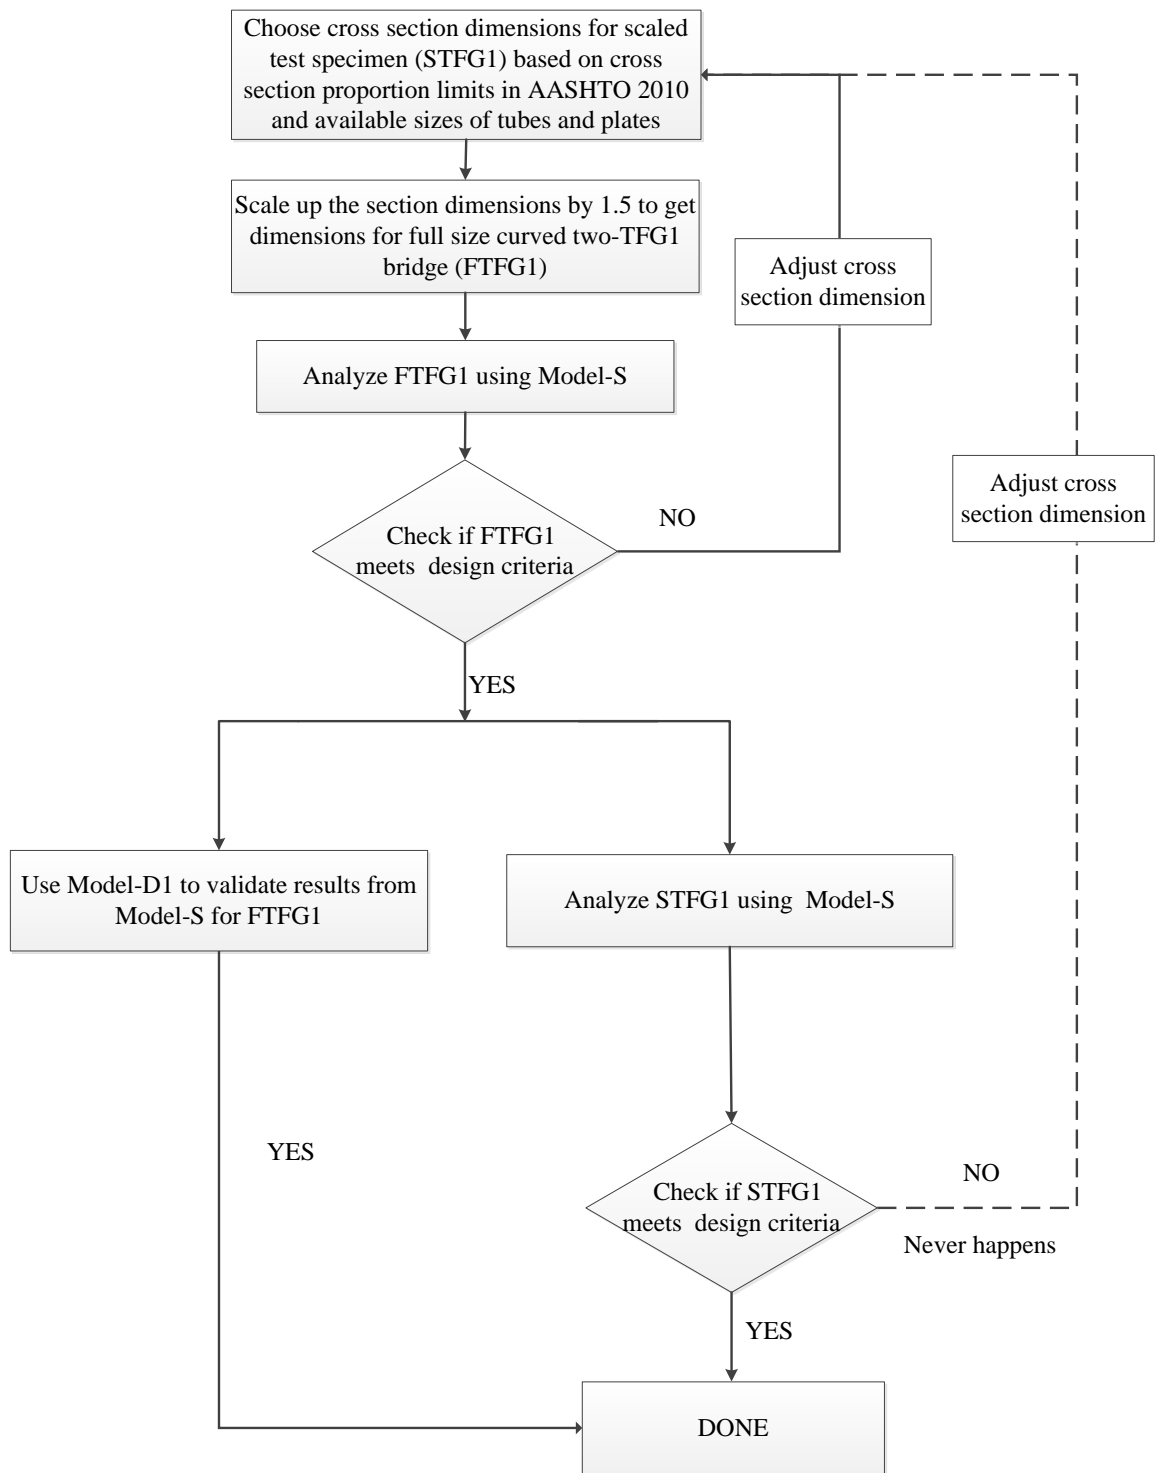 Choose cross section dimensions for scaled
test specimen (STFG1) based on cross
section proportion limits in AASHTO 2010
and available sizes of tubes and plates
Scale up the section dimensions by 1.5 to get
dimensions for full size curved two-TFG1
bridge (FTFG1)
Adjust cross
section dimension
Analyze FTFG1 using Model-S
Adjust cross
section dimension
NO
Check if FTFG1
meets design criteria
YES
Use Model-D1 to validate results from
Model-S for FTFG1
Analyze STFG1 using Model-S
YES
NO
Check if STFG1
meets design criteria
Never happens
YES
DONE